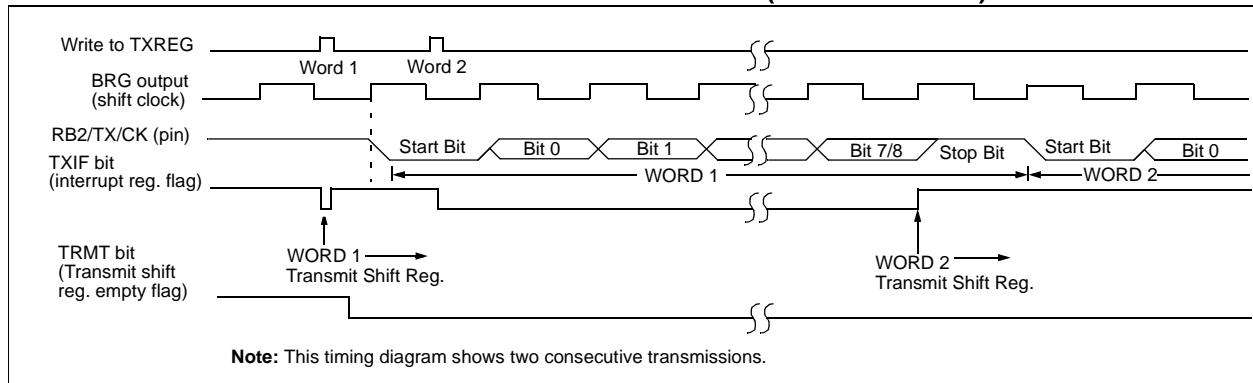 Write to TXREG
Word 1
Word 2
BRG output
(shift clock)
RB2/TX/CK (pin)
Start Bit
Bit 0
Bit 1
Bit 7/8
Stop Bit
Start Bit
Bit 0
TXIF bit
(interrupt reg. flag)
WORD 1
WORD 2
TRMT bit
(Transmit shift
reg. empty flag)
WORD 1
Transmit Shift Reg.
WORD 2
Transmit Shift Reg.
Note: This timing diagram shows two consecutive transmissions.